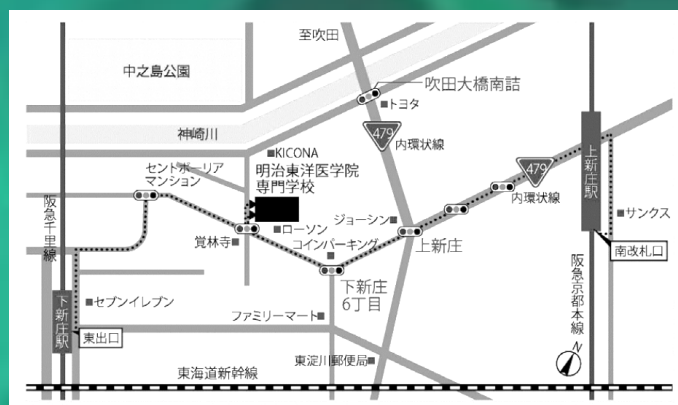 至吹田
中之島公園
吹田大橋南詰
トヨタ
479
内環状線
神崎川
KICONA
セントポーリア
マンション
明治東洋医学院
専門学校
上新庄駅
479
内環状線
阪急千里線
ジョーシン
サンクス
覚林寺
ローソン
コインパーキング
上新庄
南改札口
下新庄
6丁目
阪急京都本線
セブンイレブン
下新庄駅
ファミリーマート
東出口
N
東淀川郵便局
東海道新幹線